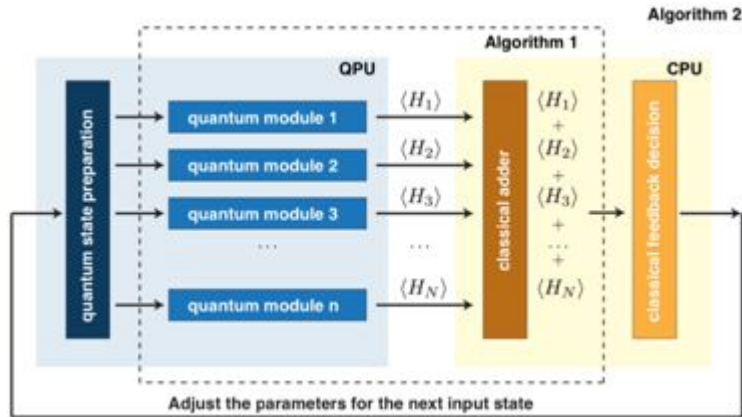 Algorithm 2
Algorithm 1
QPU
CPU
quantum state preparation
quantum module 1
quantum module 2
quantum module 3
...
quantum module n
⟨H₁⟩
⟨H₂⟩
⟨H₃⟩
...
⟨H_N⟩
classical adder
⟨H₁⟩
+
⟨H₂⟩
+
⟨H₃⟩
+
...
+
⟨H_N⟩
classical feedback decision
Adjust the parameters for the next input state